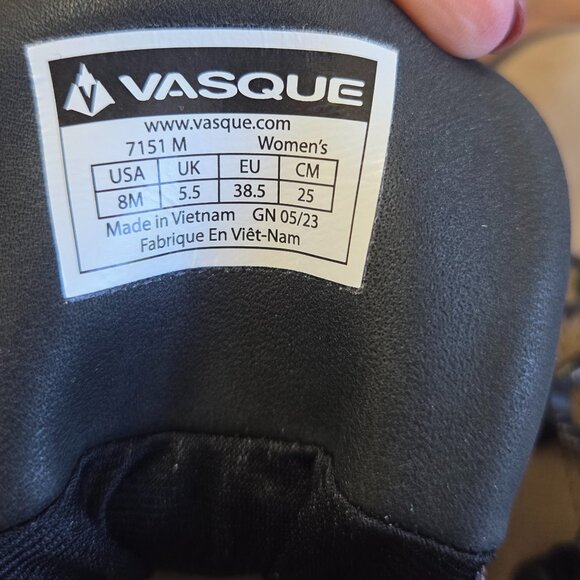 VASQUE
www.vasque.com
7151 M Women's
USA UK EU CM
8M 5.5 38.5 25
Made in Vietnam GN 05/23
Fabrique En Viêt-Nam